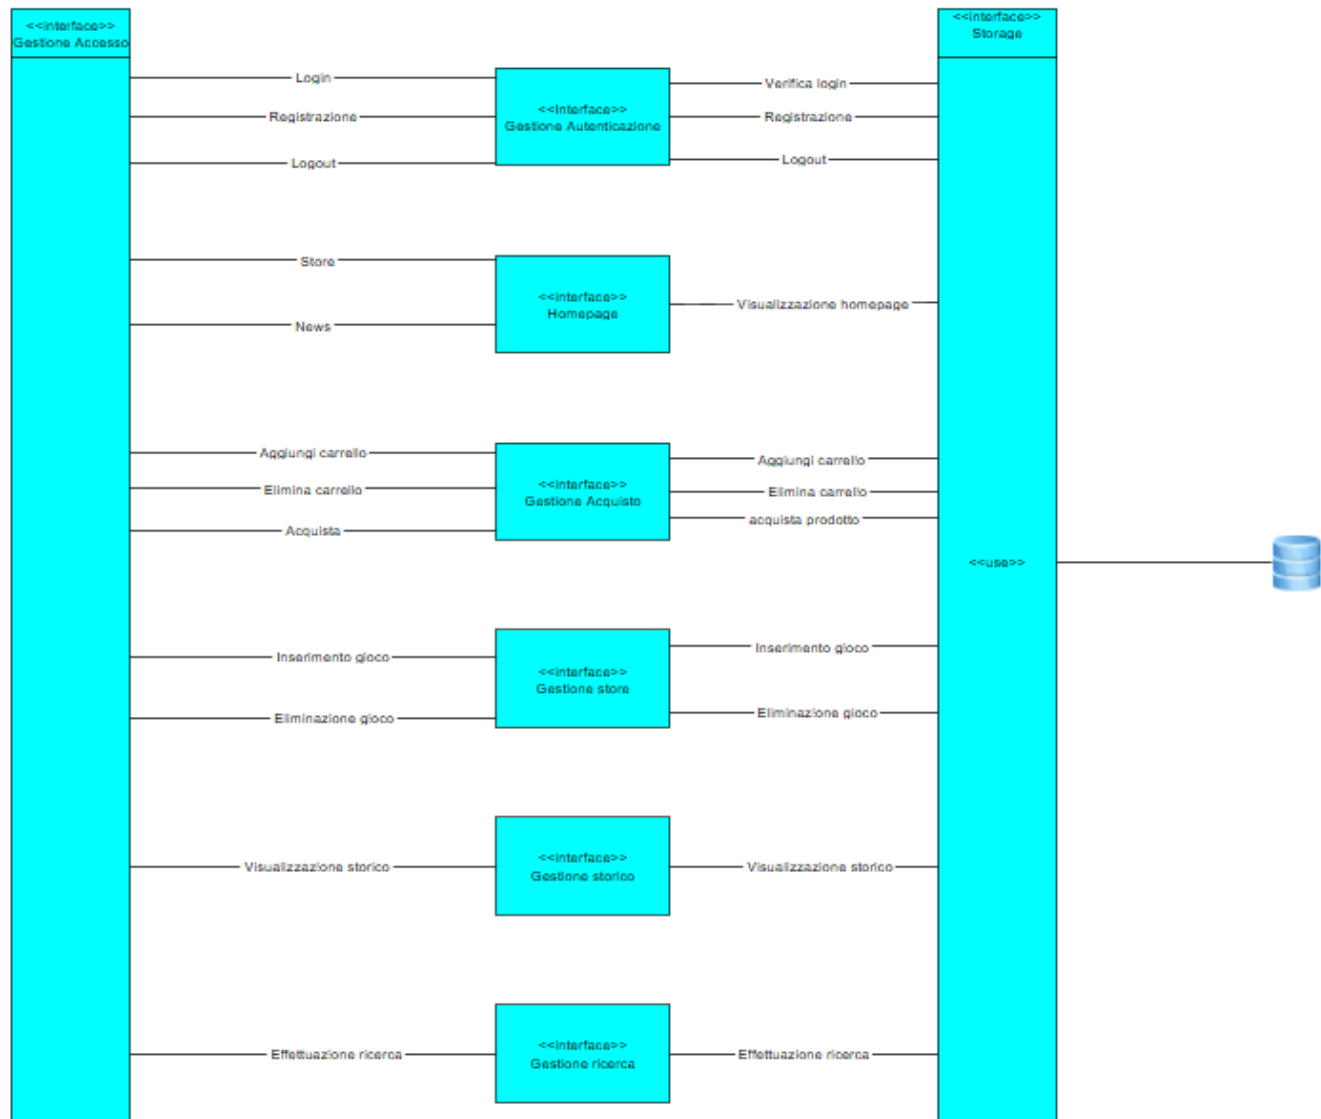 <<interface>>
Gestione Accesso
<<interface>>
Storage
Login
Registrazione
Logout
<<interface>>
Gestione Autenticazione
Verifica login
Registrazione
Logout
Store
News
<<interface>>
Homepage
Visualizzazione homepage
Aggiungi carrello
Elimina carrello
Acquista
<<interface>>
Gestione Acquisto
Aggiungi carrello
Elimina carrello
acquista prodotto
<<use>>
Inserimento gioco
Eliminazione gioco
<<interface>>
Gestione store
Inserimento gioco
Eliminazione gioco
Visualizzazione storico
<<interface>>
Gestione storico
Visualizzazione storico
Effettuazione ricerca
<<interface>>
Gestione ricerca
Effettuazione ricerca